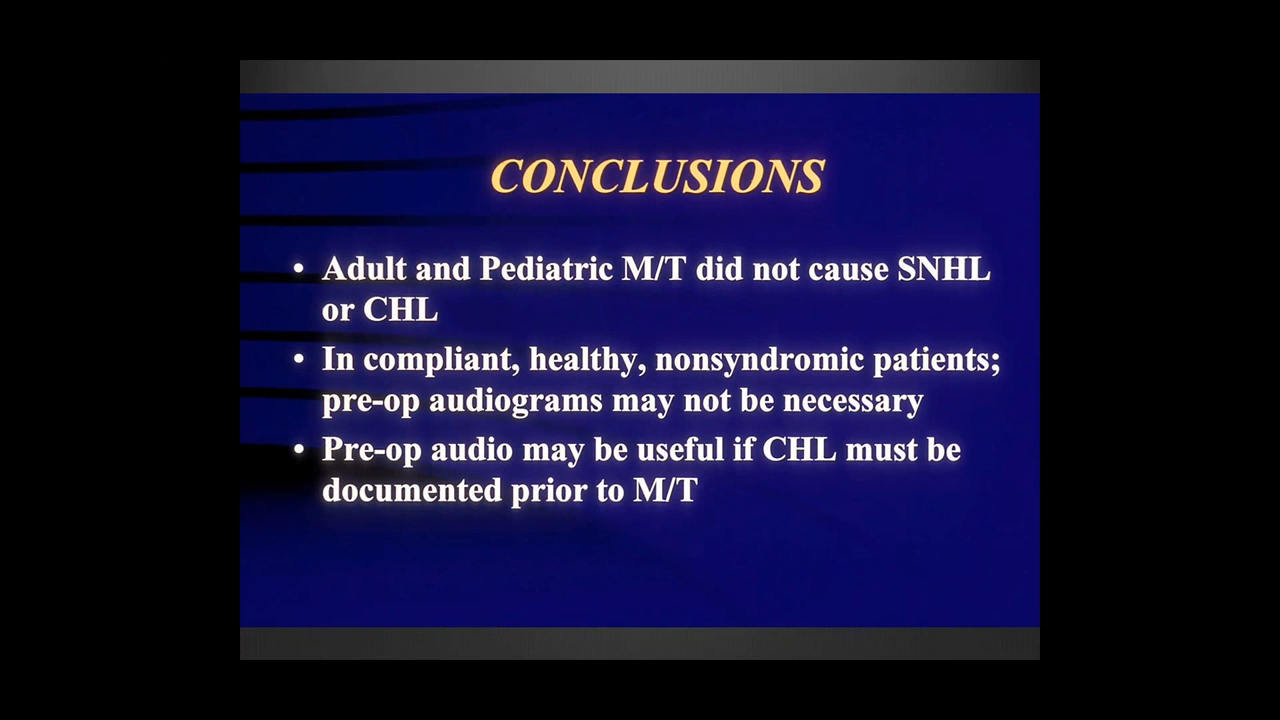 CONCLUSIONS
• Adult and Pediatric M/T did not cause SNHL
or CHL
• In compliant, healthy, nonsyndromic patients;
pre-op audiograms may not be necessary
• Pre-op audio may be useful if CHL must be
documented prior to M/T